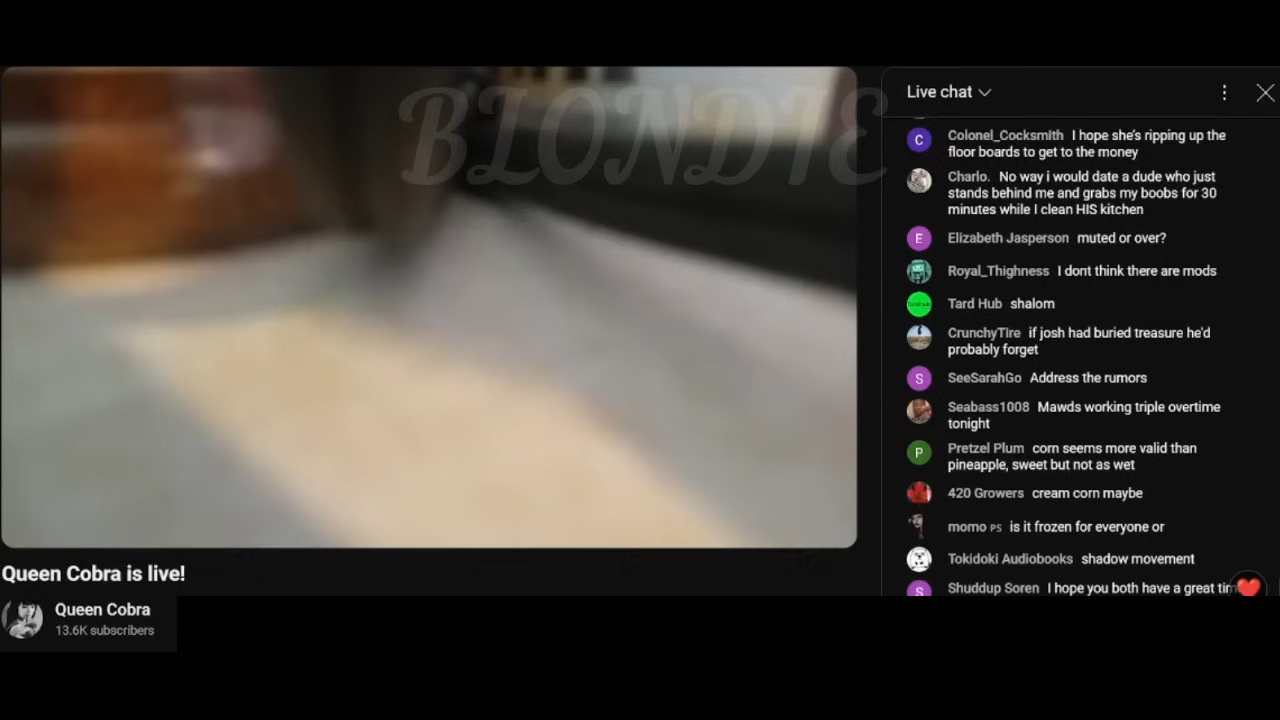 BLONDIE
Live chat
Colonel_Cocksmith I hope she's ripping up the
floor boards to get to the money
Charlo. No way i would date a dude who just
stands behind me and grabs my boobs for 30
minutes while I clean HIS kitchen
Elizabeth Jasperson muted or over?
Royal_Thighness I dont think there are mods
Tard Hub shalom
CrunchyTire if josh had buried treasure he'd
probably forget
SeeSarahGo Address the rumors
Seabass1008 Mawds working triple overtime
tonight
Pretzel Plum corn seems more valid than
pineapple, sweet but not as wet
420 Growers cream corn maybe
momo PS is it frozen for everyone or
Tokidoki Audiobooks shadow movement
Shuddup Soren I hope you both have a great
Queen Cobra is live!
Queen Cobra
13.6K subscribers
C
E
S
P
S